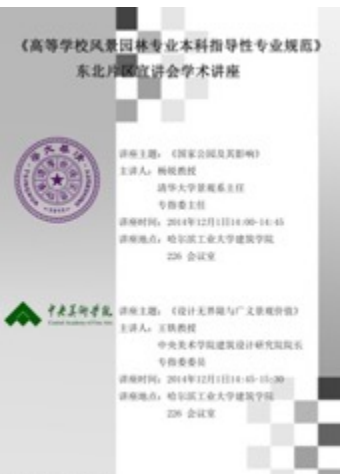 《高等学校风景园林专业本科指导性专业规范》
东北片区宣讲会学术讲座
讲座主题：《国家公园及其影响》
主讲人：杨锐教授
清华大学景观系主任
专指委主任
讲座时间：2014年12月1日14:00-14:45
讲座地点：哈尔滨工业大学建筑学院
226 会议室
中央美术学院
讲座主题：《设计无界限与广义景观价值》
主讲人：王铁教授
中央美术学院建筑设计研究院院长
专指委委员
讲座时间：2014年12月1日14:45-15:30
讲座地点：哈尔滨工业大学建筑学院
226 会议室